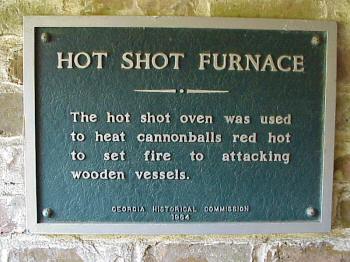 HOT SHOT FURNACE
The hot shot oven was used
to heat cannonballs red hot
to set fire to attacking
wooden vessels.
GEORGIA HISTORICAL COMMISSION
1964